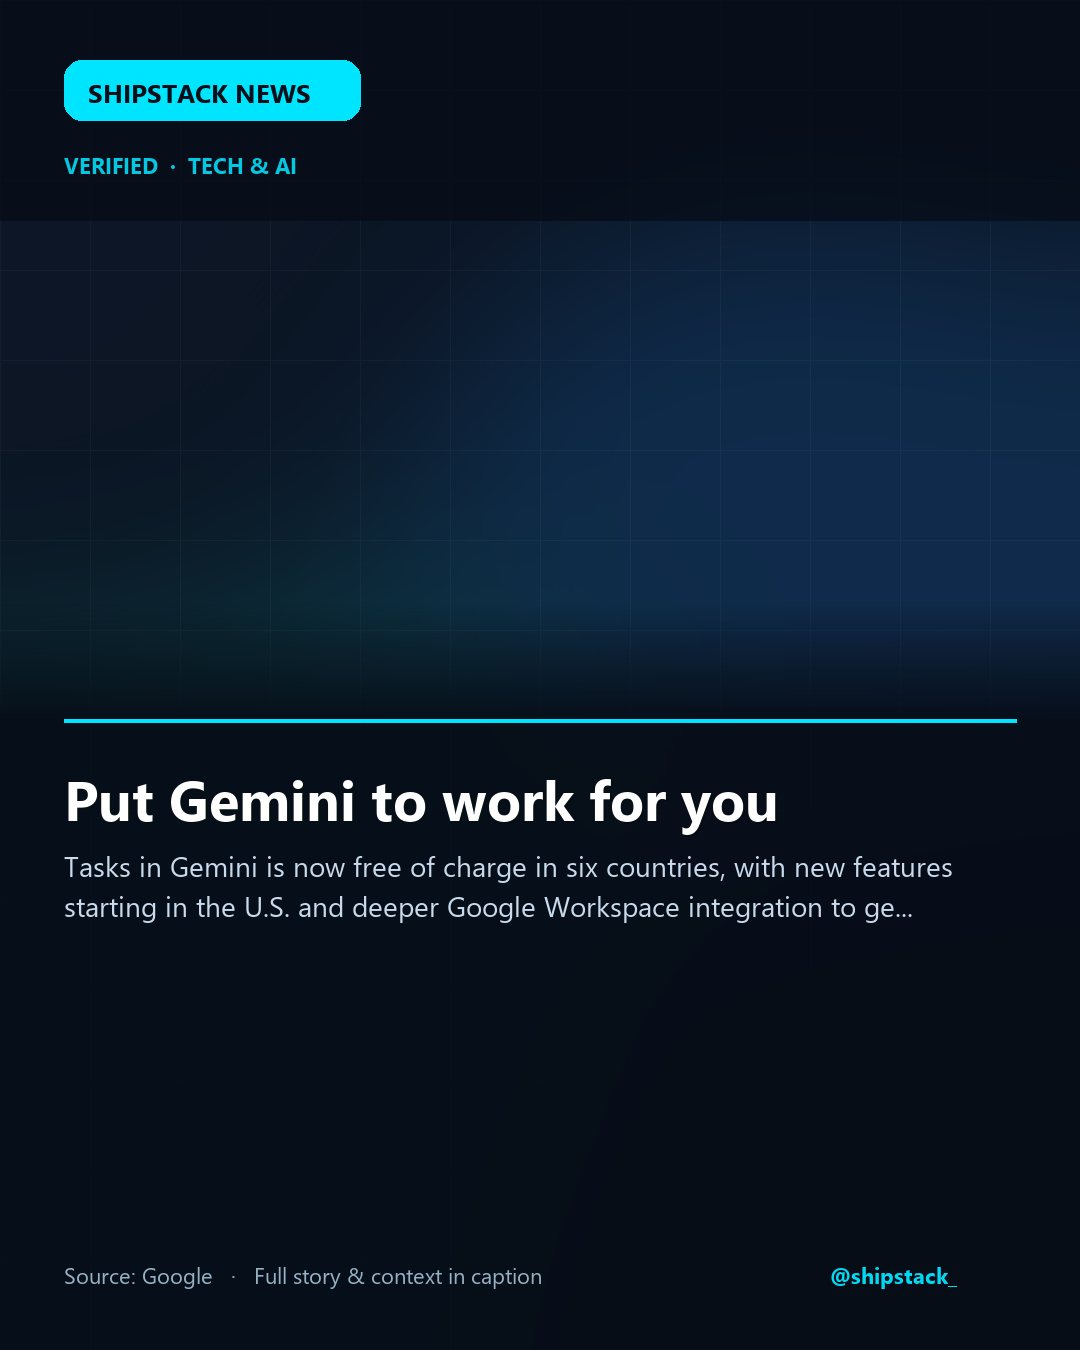 SHIPSTACK NEWS
VERIFIED · TECH & AI
Put Gemini to work for you
Tasks in Gemini is now free of charge in six countries, with new features
starting in the U.S. and deeper Google Workspace integration to ge...
Source: Google · Full story & context in caption
@shipstack_